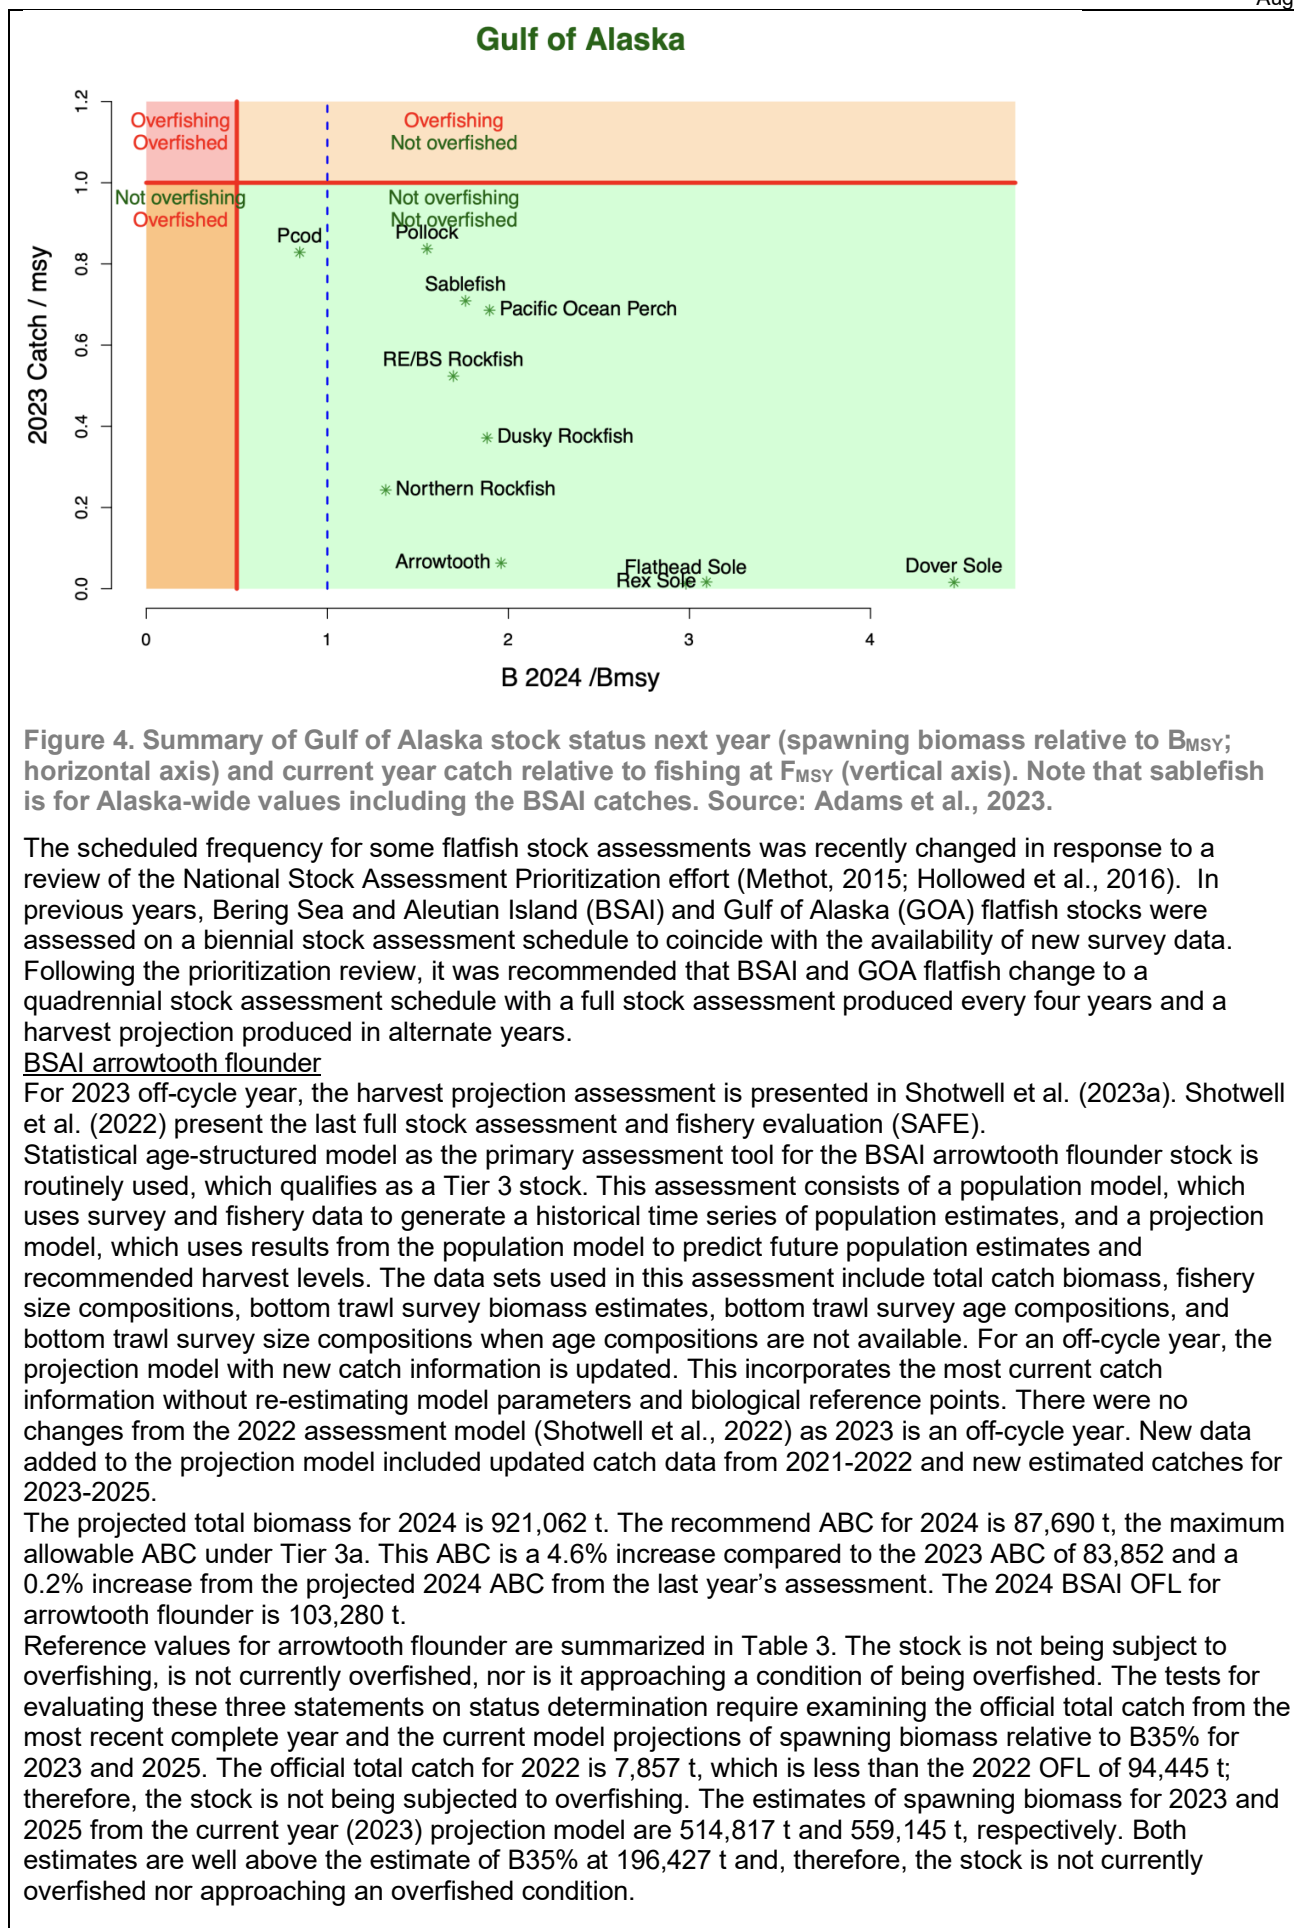 Aug
Gulf of Alaska
1.2
Overfishing
Overfished
Overfishing
Not overfished
1.0
Not overfishing
Overfished
Not overfishing
Not overfished
Pcod
Pollock
0.8
Sablefish
Pacific Ocean Perch
2023 Catch / msy
0.6
RE/BS Rockfish
0.4
Dusky Rockfish
Northern Rockfish
0.2
Arrowtooth
Flathead Sole
Rex Sole
Dover Sole
0.0
0 1 2 3 4
B 2024 /Bmsy
Figure 4. Summary of Gulf of Alaska stock status next year (spawning biomass relative to BMSY;
horizontal axis) and current year catch relative to fishing at FMSY (vertical axis). Note that sablefish
is for Alaska-wide values including the BSAI catches. Source: Adams et al., 2023.
The scheduled frequency for some flatfish stock assessments was recently changed in response to a
review of the National Stock Assessment Prioritization effort (Methot, 2015; Hollowed et al., 2016). In
previous years, Bering Sea and Aleutian Island (BSAI) and Gulf of Alaska (GOA) flatfish stocks were
assessed on a biennial stock assessment schedule to coincide with the availability of new survey data.
Following the prioritization review, it was recommended that BSAI and GOA flatfish change to a
quadrennial stock assessment schedule with a full stock assessment produced every four years and a
harvest projection produced in alternate years.
BSAI arrowtooth flounder
For 2023 off-cycle year, the harvest projection assessment is presented in Shotwell et al. (2023a). Shotwell
et al. (2022) present the last full stock assessment and fishery evaluation (SAFE).
Statistical age-structured model as the primary assessment tool for the BSAI arrowtooth flounder stock is
routinely used, which qualifies as a Tier 3 stock. This assessment consists of a population model, which
uses survey and fishery data to generate a historical time series of population estimates, and a projection
model, which uses results from the population model to predict future population estimates and
recommended harvest levels. The data sets used in this assessment include total catch biomass, fishery
size compositions, bottom trawl survey biomass estimates, bottom trawl survey age compositions, and
bottom trawl survey size compositions when age compositions are not available. For an off-cycle year, the
projection model with new catch information is updated. This incorporates the most current catch
information without re-estimating model parameters and biological reference points. There were no
changes from the 2022 assessment model (Shotwell et al., 2022) as 2023 is an off-cycle year. New data
added to the projection model included updated catch data from 2021-2022 and new estimated catches for
2023-2025.
The projected total biomass for 2024 is 921,062 t. The recommend ABC for 2024 is 87,690 t, the maximum
allowable ABC under Tier 3a. This ABC is a 4.6% increase compared to the 2023 ABC of 83,852 and a
0.2% increase from the projected 2024 ABC from the last year’s assessment. The 2024 BSAI OFL for
arrowtooth flounder is 103,280 t.
Reference values for arrowtooth flounder are summarized in Table 3. The stock is not being subject to
overfishing, is not currently overfished, nor is it approaching a condition of being overfished. The tests for
evaluating these three statements on status determination require examining the official total catch from the
most recent complete year and the current model projections of spawning biomass relative to B35% for
2023 and 2025. The official total catch for 2022 is 7,857 t, which is less than the 2022 OFL of 94,445 t;
therefore, the stock is not being subjected to overfishing. The estimates of spawning biomass for 2023 and
2025 from the current year (2023) projection model are 514,817 t and 559,145 t, respectively. Both
estimates are well above the estimate of B35% at 196,427 t and, therefore, the stock is not currently
overfished nor approaching an overfished condition.